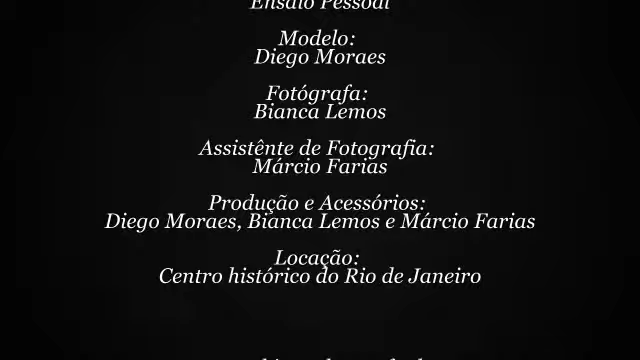 Ensaio Pessoal
Modelo:
Diego Moraes
Fotógrafa:
Bianca Lemos
Assistênte de Fotografia:
Márcio Farias
Produção e Acessórios:
Diego Moraes, Bianca Lemos e Márcio Farias
Locação:
Centro histórico do Rio de Janeiro